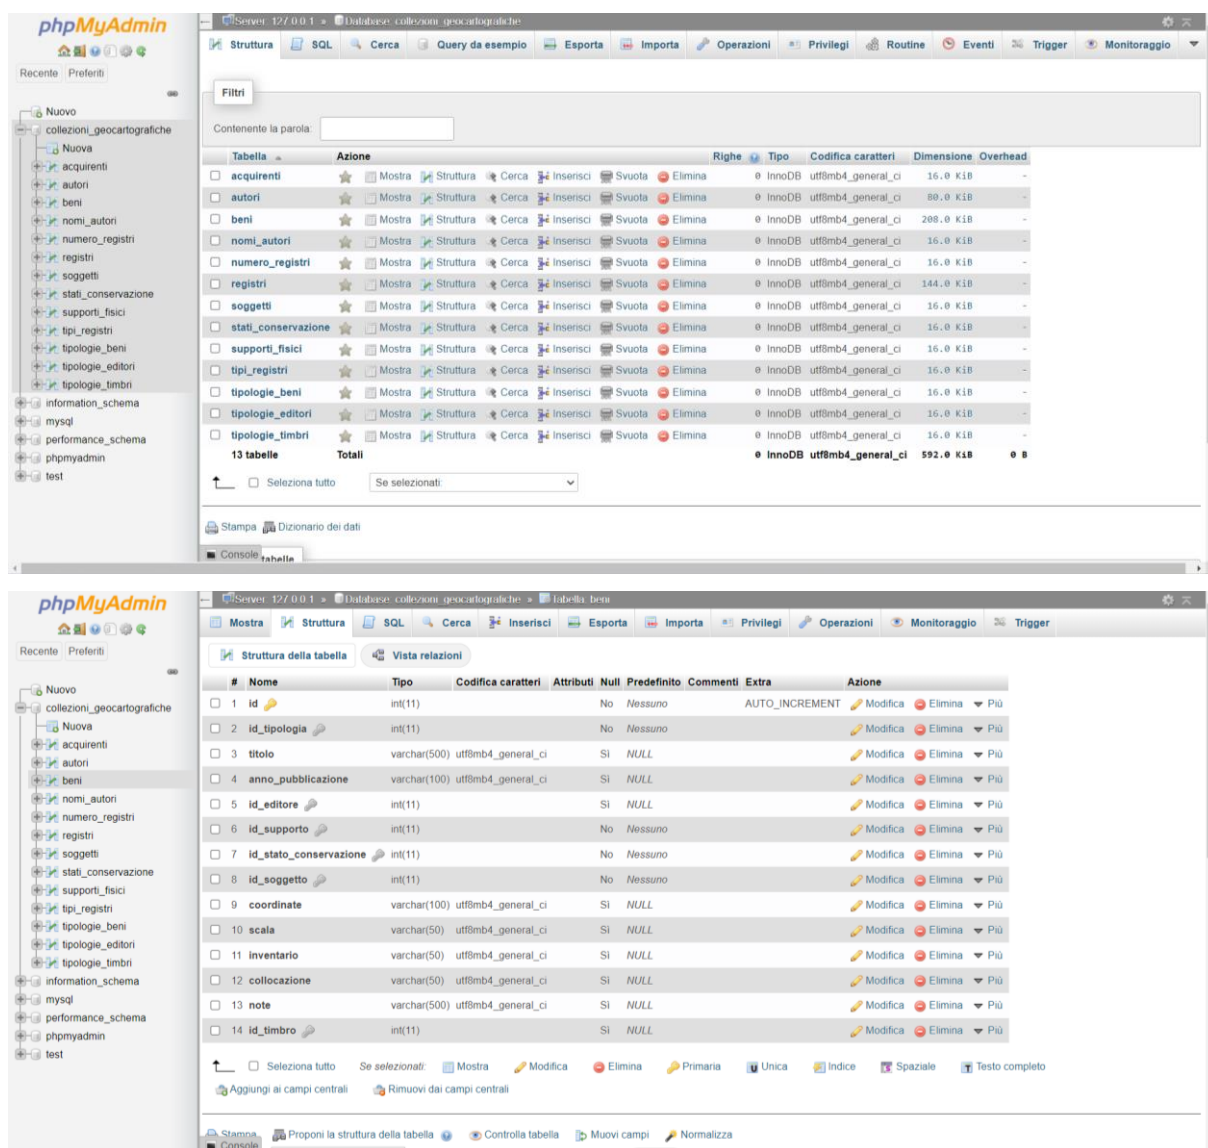 phpMyAdmin
Recente Preferiti
Nuovo
collezioni_geocartografiche
Nuova
acquirenti
autori
beni
nomi_autori
numero_registri
registri
soggetti
stati_conservazione
supporti_fisici
tipi_registri
tipologie_beni
tipologie_editori
tipologie_timbri
information_schema
mysql
performance_schema
phpmyadmin
test
Server: 127.0.0.1 » Database: collezioni_geocartografiche
Struttura SQL Cerca Query da esempio Esporta Importa Operazioni Privilegi Routine Eventi Trigger Monitoraggio
Filtri
Contenente la parola:
Tabella Azione Righe Tipo Codifica caratteri Dimensione Overhead
acquirenti Mostra Struttura Cerca Inserisci Svuota Elimina 0 InnoDB utf8mb4_general_ci 16.0 KiB -
autori Mostra Struttura Cerca Inserisci Svuota Elimina 0 InnoDB utf8mb4_general_ci 80.0 KiB -
beni Mostra Struttura Cerca Inserisci Svuota Elimina 0 InnoDB utf8mb4_general_ci 208.0 KiB -
nomi_autori Mostra Struttura Cerca Inserisci Svuota Elimina 0 InnoDB utf8mb4_general_ci 16.0 KiB -
numero_registri Mostra Struttura Cerca Inserisci Svuota Elimina 0 InnoDB utf8mb4_general_ci 16.0 KiB -
registri Mostra Struttura Cerca Inserisci Svuota Elimina 0 InnoDB utf8mb4_general_ci 144.0 KiB -
soggetti Mostra Struttura Cerca Inserisci Svuota Elimina 0 InnoDB utf8mb4_general_ci 16.0 KiB -
stati_conservazione Mostra Struttura Cerca Inserisci Svuota Elimina 0 InnoDB utf8mb4_general_ci 16.0 KiB -
supporti_fisici Mostra Struttura Cerca Inserisci Svuota Elimina 0 InnoDB utf8mb4_general_ci 16.0 KiB -
tipi_registri Mostra Struttura Cerca Inserisci Svuota Elimina 0 InnoDB utf8mb4_general_ci 16.0 KiB -
tipologie_beni Mostra Struttura Cerca Inserisci Svuota Elimina 0 InnoDB utf8mb4_general_ci 16.0 KiB -
tipologie_editori Mostra Struttura Cerca Inserisci Svuota Elimina 0 InnoDB utf8mb4_general_ci 16.0 KiB -
tipologie_timbri Mostra Struttura Cerca Inserisci Svuota Elimina 0 InnoDB utf8mb4_general_ci 16.0 KiB -
13 tabelle Totali 0 InnoDB utf8mb4_general_ci 592.0 KiB 0 B
Seleziona tutto Se selezionati:
Stampa Dizionario dei dati
Console tabelle
phpMyAdmin
Recente Preferiti
Nuovo
collezioni_geocartografiche
Nuova
acquirenti
autori
beni
nomi_autori
numero_registri
registri
soggetti
stati_conservazione
supporti_fisici
tipi_registri
tipologie_beni
tipologie_editori
tipologie_timbri
information_schema
mysql
performance_schema
phpmyadmin
test
Server: 127.0.0.1 » Database: collezioni_geocartografiche » Tabella: beni
Mostra Struttura SQL Cerca Inserisci Esporta Importa Privilegi Operazioni Monitoraggio Trigger
Struttura della tabella Vista relazioni
# Nome Tipo Codifica caratteri Attributi Null Predefinito Commenti Extra Azione
1 id int(11) No Nessuno AUTO_INCREMENT Modifica Elimina Più
2 id_tipologia int(11) No Nessuno Modifica Elimina Più
3 titolo varchar(500) utf8mb4_general_ci Sì NULL Modifica Elimina Più
4 anno_pubblicazione varchar(100) utf8mb4_general_ci Sì NULL Modifica Elimina Più
5 id_editore int(11) Sì NULL Modifica Elimina Più
6 id_supporto int(11) No Nessuno Modifica Elimina Più
7 id_stato_conservazione int(11) No Nessuno Modifica Elimina Più
8 id_soggetto int(11) No Nessuno Modifica Elimina Più
9 coordinate varchar(100) utf8mb4_general_ci Sì NULL Modifica Elimina Più
10 scala varchar(50) utf8mb4_general_ci Sì NULL Modifica Elimina Più
11 inventario varchar(50) utf8mb4_general_ci Sì NULL Modifica Elimina Più
12 collocazione varchar(50) utf8mb4_general_ci Sì NULL Modifica Elimina Più
13 note varchar(500) utf8mb4_general_ci Sì NULL Modifica Elimina Più
14 id_timbro int(11) Sì NULL Modifica Elimina Più
Seleziona tutto Se selezionati: Mostra Modifica Elimina Primaria Unica Indice Spaziale Testo completo
Aggiungi ai campi centrali Rimuovi dai campi centrali
Stampa Proponi la struttura della tabella Controlla tabella Muovi campi Normalizza
Console